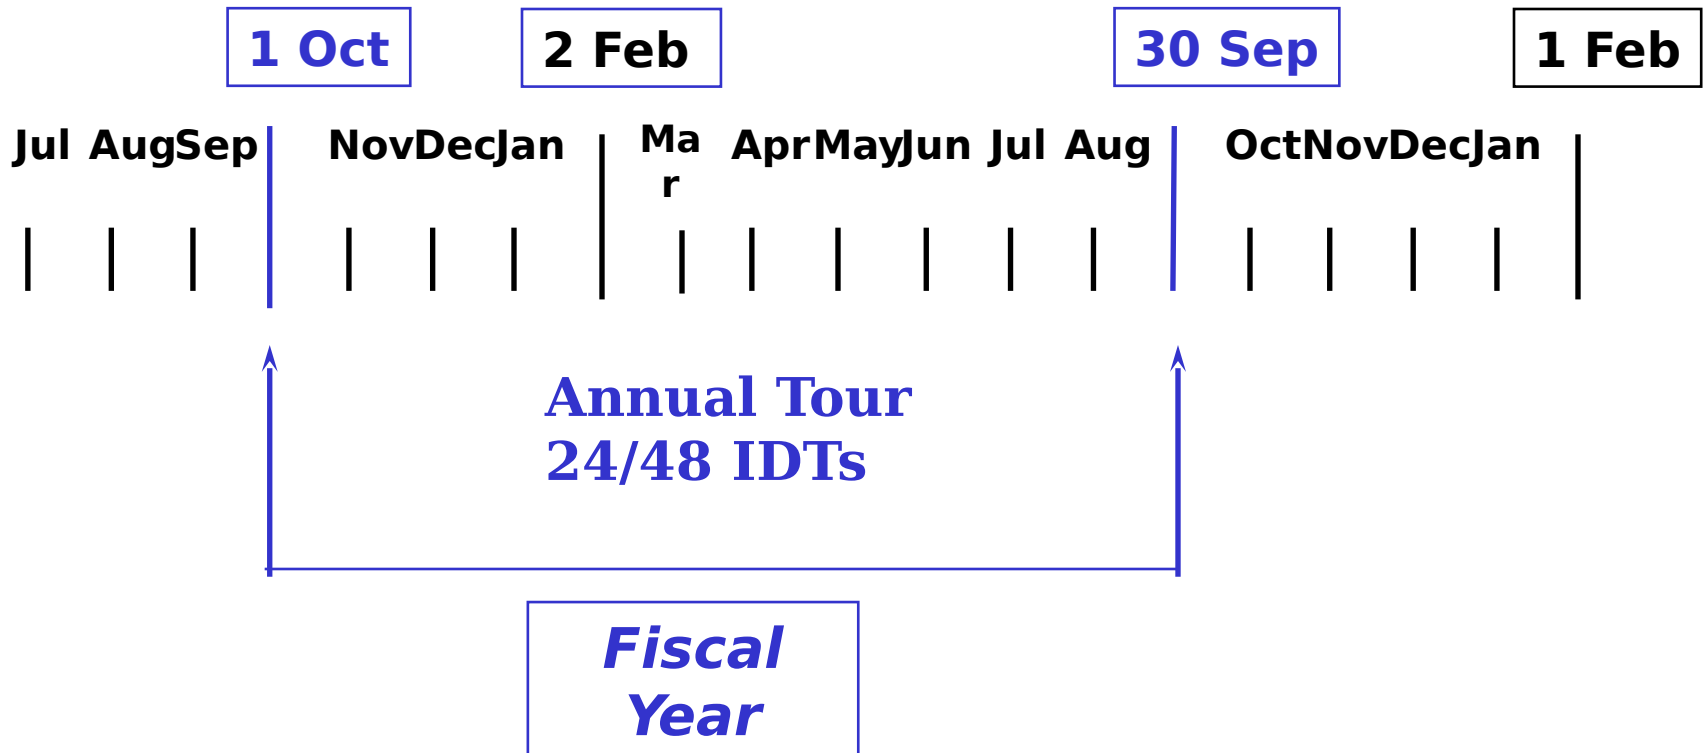 1 Oct 2 Feb 30 Sep 1 Feb
Jul Aug Sep Nov Dec Jan Ma Apr May Jun Jul Aug Oct Nov Dec Jan
r
Annual Tour
24/48 IDTs
Fiscal
Year